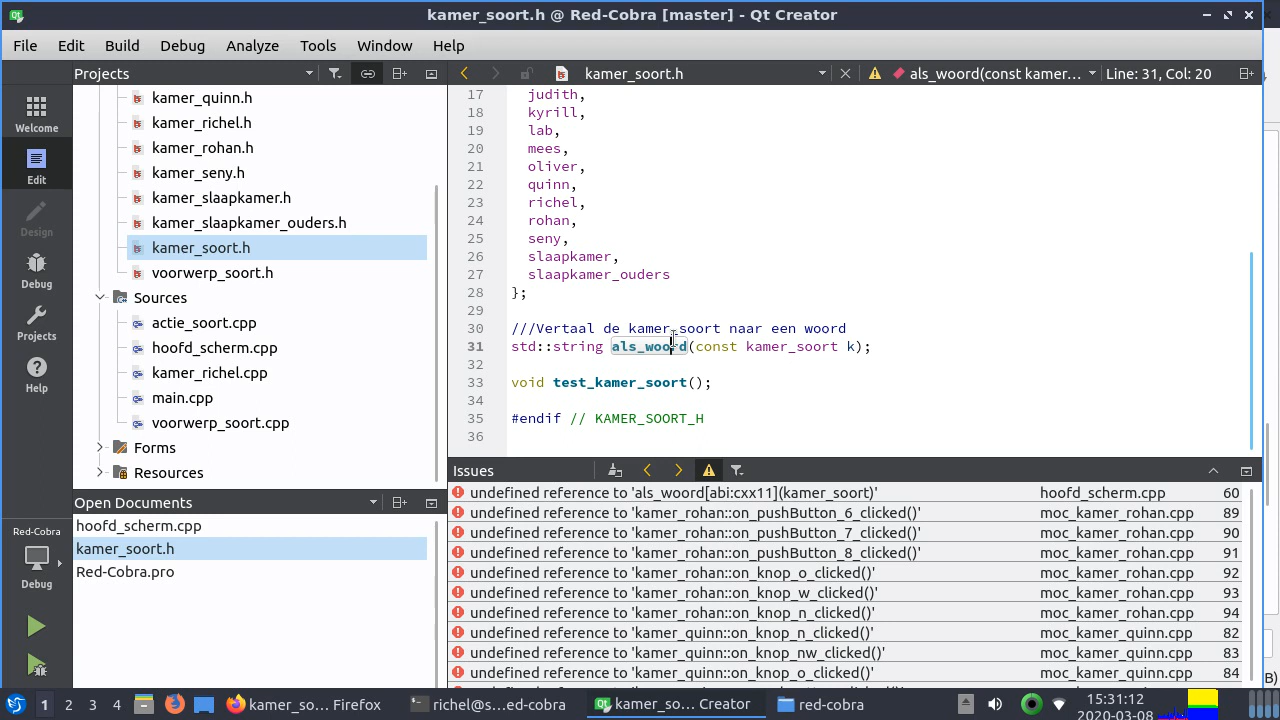 kamer_soort.h @ Red-Cobra [master] - Qt Creator
File Edit Build Debug Analyze Tools Window Help
Projects
kamer_soort.h
als_woord(const kamer...
Line: 31, Col: 20
Welcome
Edit
Design
Debug
Projects
Help
Red-Cobra
Debug
kamer_quinn.h
kamer_richel.h
kamer_rohan.h
kamer_seny.h
kamer_slaapkamer.h
kamer_slaapkamer_ouders.h
kamer_soort.h
voorwerp_soort.h
Sources
actie_soort.cpp
hoofd_scherm.cpp
kamer_richel.cpp
main.cpp
voorwerp_soort.cpp
Forms
Resources
Open Documents
hoofd_scherm.cpp
kamer_soort.h
Red-Cobra.pro
17 judith,
18 kyrill,
19 lab,
20 mees,
21 oliver,
22 quinn,
23 richel,
24 rohan,
25 seny,
26 slaapkamer,
27 slaapkamer_ouders
28 };
29
30 ///Vertaal de kamer_soort naar een woord
31 std::string als_woord(const kamer_soort k);
32
33 void test_kamer_soort();
34
35 #endif // KAMER_SOORT_H
36
Issues
undefined reference to 'als_woord[abi:cxx11](kamer_soort)' hoofd_scherm.cpp 60
undefined reference to 'kamer_rohan::on_pushButton_6_clicked()' moc_kamer_rohan.cpp 89
undefined reference to 'kamer_rohan::on_pushButton_7_clicked()' moc_kamer_rohan.cpp 90
undefined reference to 'kamer_rohan::on_pushButton_8_clicked()' moc_kamer_rohan.cpp 91
undefined reference to 'kamer_rohan::on_knop_o_clicked()' moc_kamer_rohan.cpp 92
undefined reference to 'kamer_rohan::on_knop_w_clicked()' moc_kamer_rohan.cpp 93
undefined reference to 'kamer_rohan::on_knop_n_clicked()' moc_kamer_rohan.cpp 94
undefined reference to 'kamer_quinn::on_knop_n_clicked()' moc_kamer_quinn.cpp 82
undefined reference to 'kamer_quinn::on_knop_nw_clicked()' moc_kamer_quinn.cpp 83
undefined reference to 'kamer_quinn::on_knop_o_clicked()' moc_kamer_quinn.cpp 84
B)
1 2 3 4
kamer_so... Firefox
richel@s...ed-cobra
kamer_so... Creator
red-cobra
15:31:12
2020-03-08